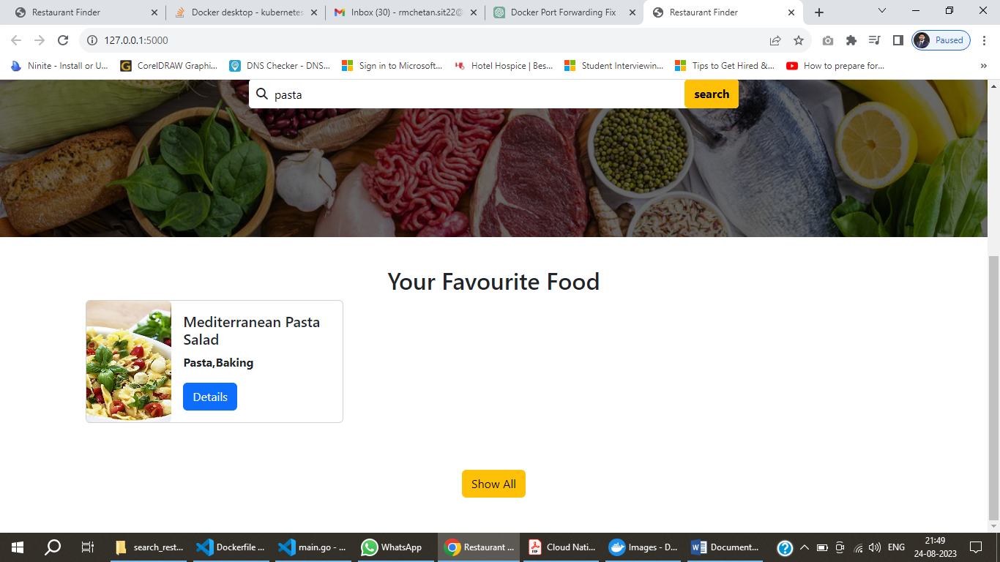 Restaurant Finder
Docker desktop - kubernetes
Inbox (30) - rmchetan.sit22@
Docker Port Forwarding Fix
Restaurant Finder
127.0.0.1:5000
Paused
Ninite - Install or U...
CorelDRAW Graphi...
DNS Checker - DNS...
Sign in to Microsoft...
Hotel Hospice | Bes...
Student Interviewin...
Tips to Get Hired &...
How to prepare for...
»
pasta
search
Your Favourite Food
Mediterranean Pasta
Salad
Pasta,Baking
Details
Show All
search_rest...
Dockerfile ...
main.go - ...
WhatsApp
Restaurant ...
Cloud Nati...
Images - D...
Document...
ENG
21:49
24-08-2023